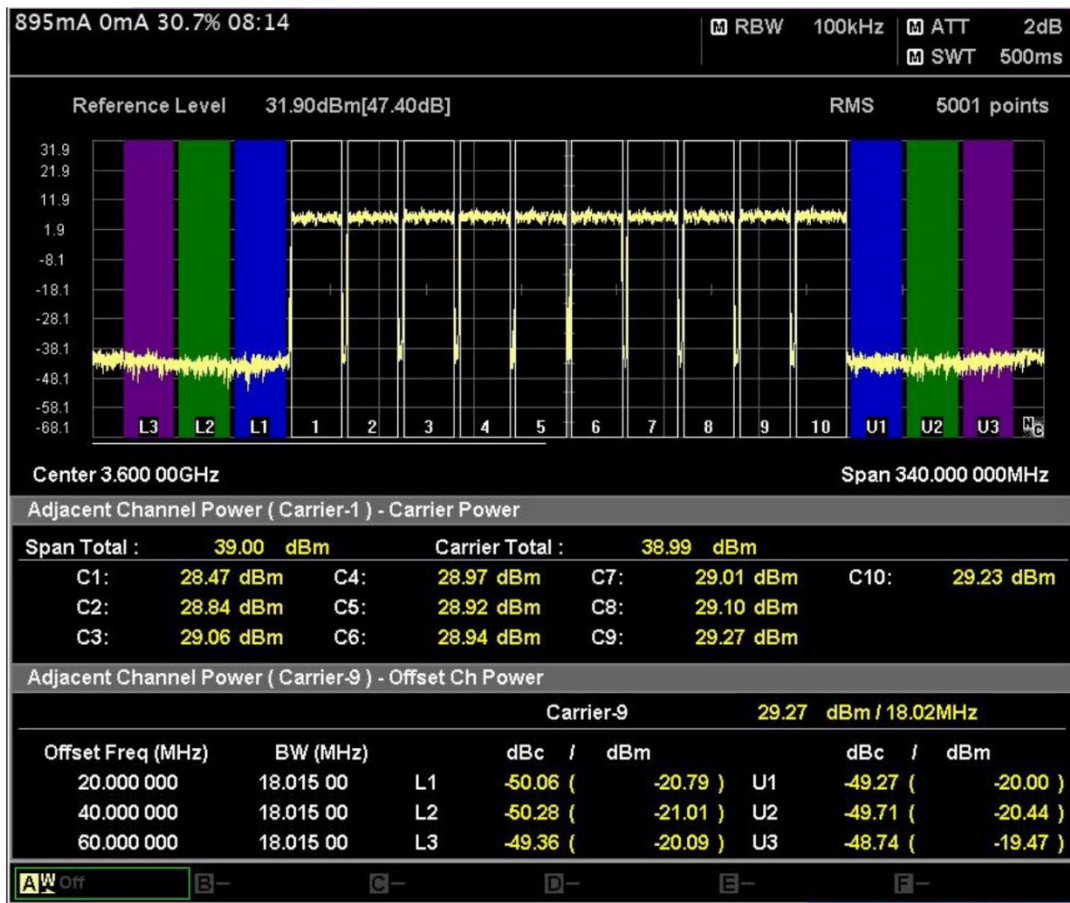 895mA 0mA 30.7% 08:14
M RBW 100kHz M ATT 2dB
M SWT 500ms
Reference Level 31.90dBm[47.40dB] RMS 5001 points
31.9
21.9
11.9
1.9
-8.1
-18.1
-28.1
-38.1
-48.1
-58.1
-68.1
L3 L2 L1 1 2 3 4 5 6 7 8 9 10 U1 U2 U3 NC
Center 3.600 00GHz Span 340.000 000MHz
Adjacent Channel Power ( Carrier-1 ) - Carrier Power
Span Total : 39.00 dBm Carrier Total : 38.99 dBm
C1: 28.47 dBm C4: 28.97 dBm C7: 29.01 dBm C10: 29.23 dBm
C2: 28.84 dBm C5: 28.92 dBm C8: 29.10 dBm
C3: 29.06 dBm C6: 28.94 dBm C9: 29.27 dBm
Adjacent Channel Power ( Carrier-9 ) - Offset Ch Power
Carrier-9 29.27 dBm / 18.02MHz
Offset Freq (MHz) BW (MHz) dBc / dBm dBc / dBm
20.000 000 18.015 00 L1 -50.06 ( -20.79 ) U1 -49.27 ( -20.00 )
40.000 000 18.015 00 L2 -50.28 ( -21.01 ) U2 -49.71 ( -20.44 )
60.000 000 18.015 00 L3 -49.36 ( -20.09 ) U3 -48.74 ( -19.47 )
A W Off B– C– D– E– F–